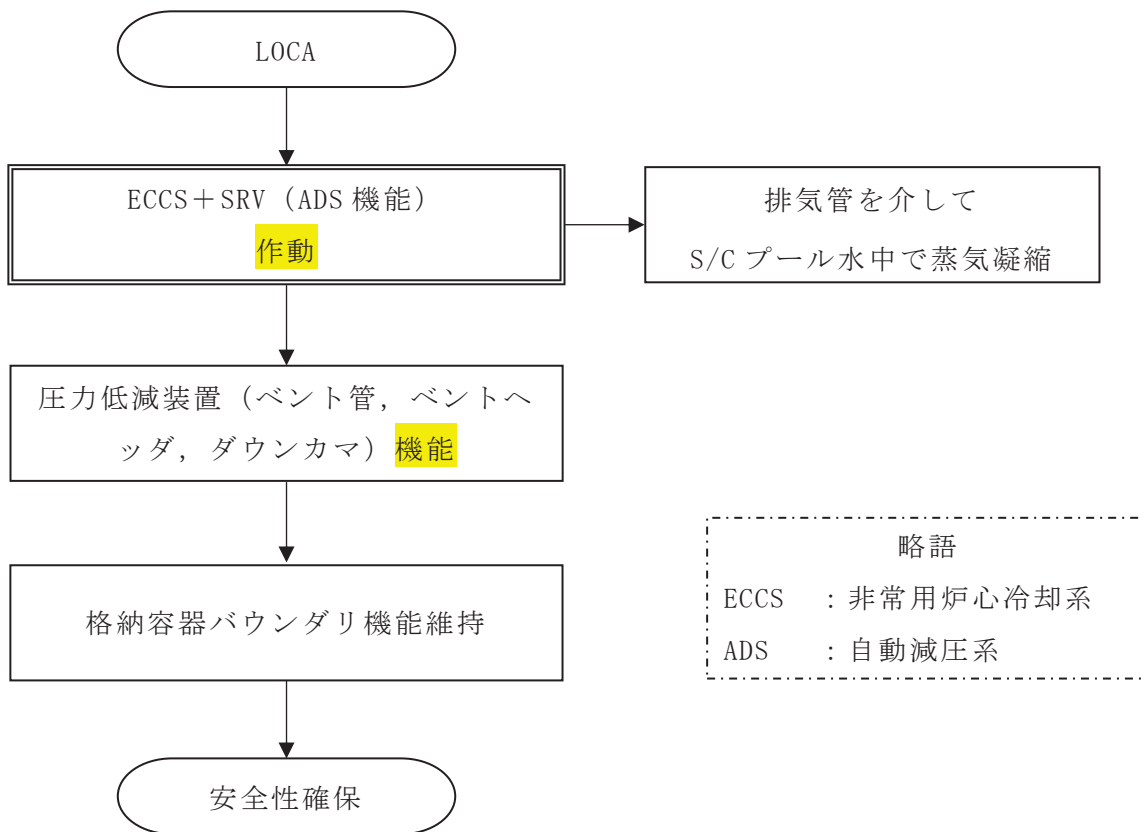 LOCA
ECCS+SRV（ADS 機能）
作動
排気管を介して
S/C プール水中で蒸気凝縮
圧力低減装置（ベント管，ベントヘ
ッダ，ダウンカマ）機能
格納容器バウンダリ機能維持
安全性確保
略語
ECCS ：非常用炉心冷却系
ADS ：自動減圧系